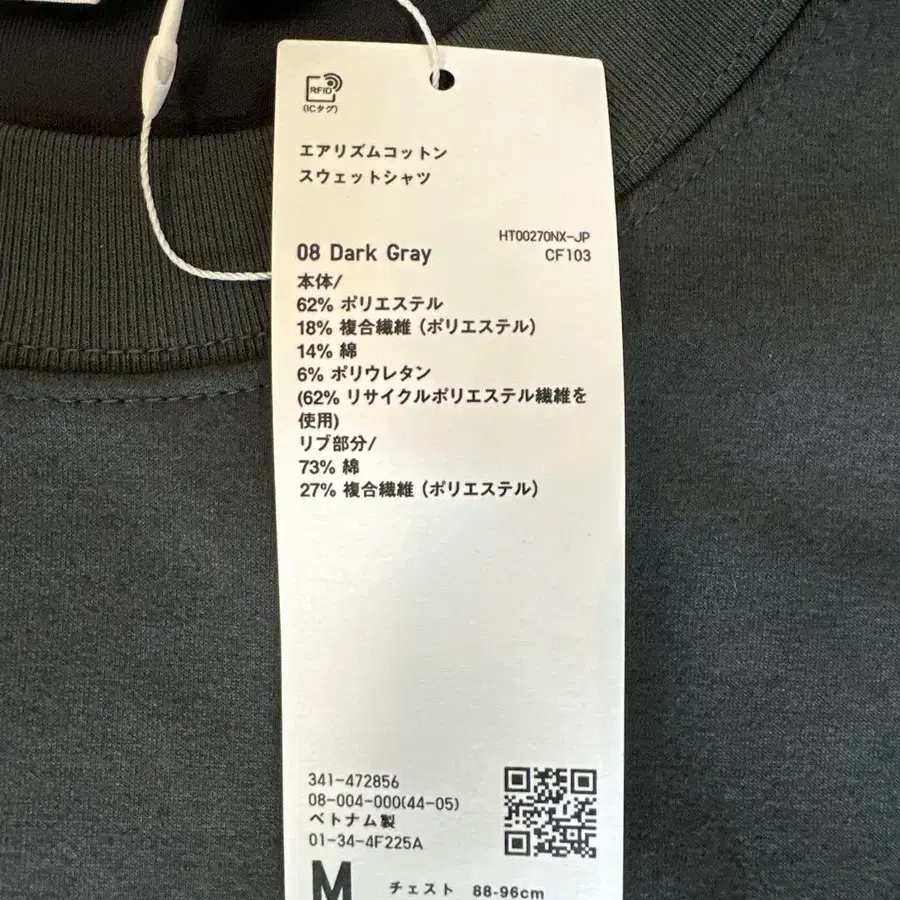 RFID
(ICタグ)
エアリズムコットン
スウェットシャツ
HT00270NX-JP
08 Dark Gray
CF103
本体/
62% ポリエステル
18% 複合繊維 (ポリエステル)
14% 綿
6% ポリウレタン
(62% リサイクルポリエステル繊維を
使用)
リブ部分/
73% 綿
27% 複合繊維 (ポリエステル)
341-472856
08-004-000(44-05)
ベトナム製
01-34-4F225A
M チェスト 88-96cm